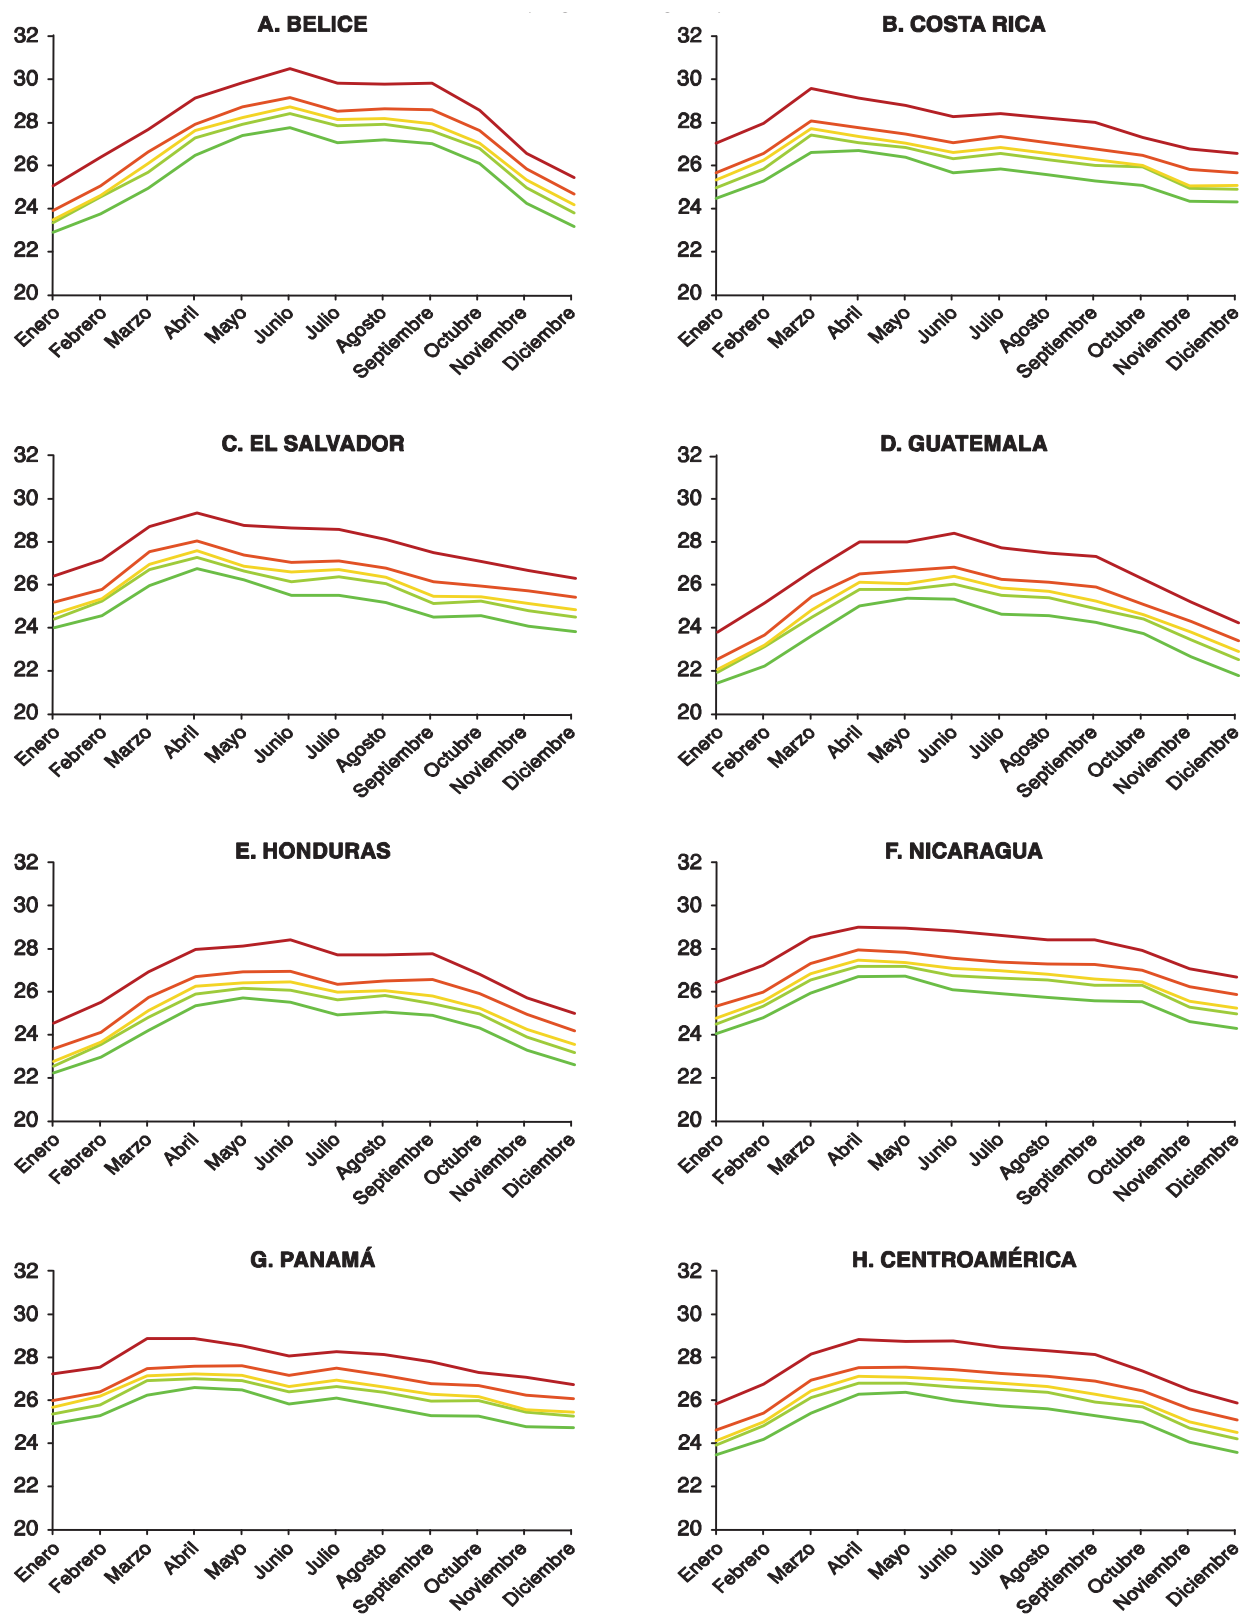 A. BELICE
32
30
28
26
24
22
20
Enero
Febrero
Marzo
Abril
Mayo
Junio
Julio
Agosto
Septiembre
Octubre
Noviembre
Diciembre
B. COSTA RICA
32
30
28
26
24
22
20
Enero
Febrero
Marzo
Abril
Mayo
Junio
Julio
Agosto
Septiembre
Octubre
Noviembre
Diciembre
C. EL SALVADOR
32
30
28
26
24
22
20
Enero
Febrero
Marzo
Abril
Mayo
Junio
Julio
Agosto
Septiembre
Octubre
Noviembre
Diciembre
D. GUATEMALA
32
30
28
26
24
22
20
Enero
Febrero
Marzo
Abril
Mayo
Junio
Julio
Agosto
Septiembre
Octubre
Noviembre
Diciembre
E. HONDURAS
32
30
28
26
24
22
20
Enero
Febrero
Marzo
Abril
Mayo
Junio
Julio
Agosto
Septiembre
Octubre
Noviembre
Diciembre
F. NICARAGUA
32
30
28
26
24
22
20
Enero
Febrero
Marzo
Abril
Mayo
Junio
Julio
Agosto
Septiembre
Octubre
Noviembre
Diciembre
G. PANAMÁ
32
30
28
26
24
22
20
Enero
Febrero
Marzo
Abril
Mayo
Junio
Julio
Agosto
Septiembre
Octubre
Noviembre
Diciembre
H. CENTROAMÉRICA
32
30
28
26
24
22
20
Enero
Febrero
Marzo
Abril
Mayo
Junio
Julio
Agosto
Septiembre
Octubre
Noviembre
Diciembre